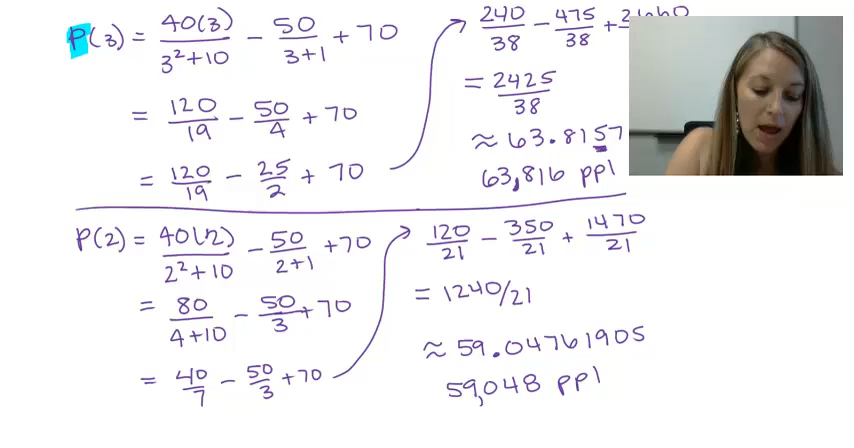 P(3) = 40(3)/(3²+10) − 50/(3+1) + 70
= 120/19 − 50/4 + 70
= 120/19 − 25/2 + 70
240/38 − 475/38 +
= 2425/38
≈ 63.8157
63,816 ppl
P(2) = 40(2)/(2²+10) − 50/(2+1) + 70
= 80/(4+10) − 50/3 + 70
= 40/7 − 50/3 + 70
120/21 − 350/21 + 1470/21
= 1240/21
≈ 59.04761905
59,048 ppl